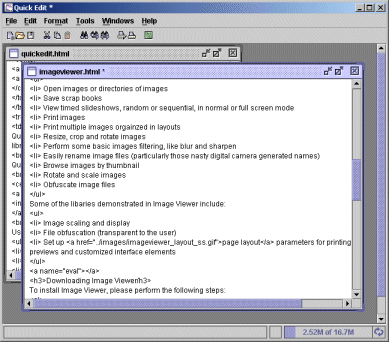 Quick Edit *
File Edit Format Tools Windows Help
quickedit.html
imageviewer.html *
<li> Open images or directories of images
<li> Save scrap books
<li> View timed slideshows, random or sequential, in normal or full screen mode
<li> Print images
<li> Print multiple images orgainzed in layouts
<li> Resize, crop and rotate images
<li> Perform some basic images filtering, like blur and sharpen
<li> Easily rename image files (particularly those nasty digital camera generated names)
<li> Browse images by thumbnail
<li> Rotate and scale images
<li> Obfuscate image files
</ul>
Some of the libaries demonstrated in Image Viewer include:
<ul>
<li> Image scaling and display
<li> File obfuscation (transparent to the user)
<li> Set up <a href="../images/imageviewer_layout_ss.gif">page layout</a> parameters for printing
previews and customized interface elements
</ul>
<a name="eval"></a>
<h3>Downloading Image Viewer/h3>
To install Image Viewer, please perform the following steps:
2.52M of 16.7M